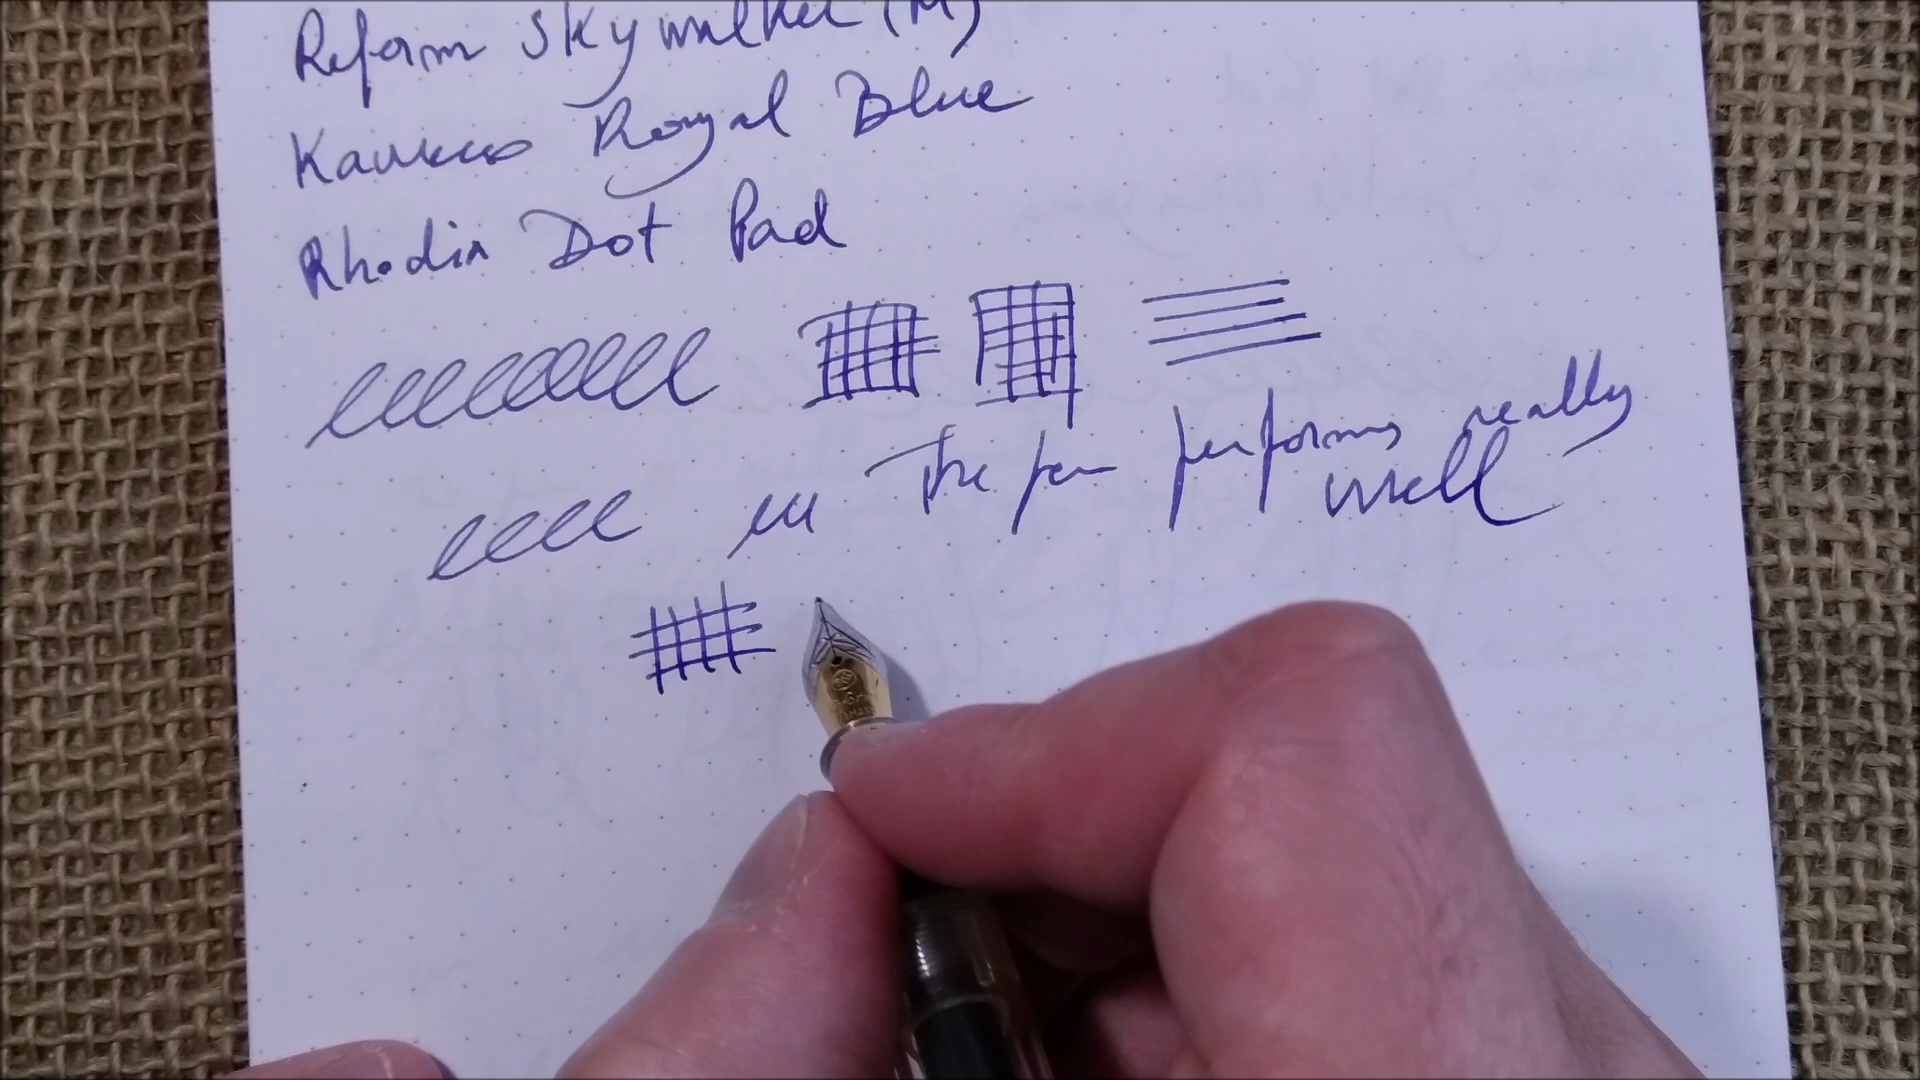 Reform Skywalker (M)
Kaweco Royal Blue
Rhodia Dot Pad
The pen performs really
well